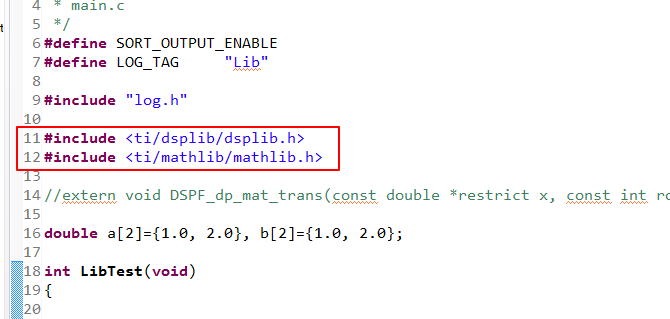 4 * main.c
5 */
6 #define SORT_OUTPUT_ENABLE
7 #define LOG_TAG     "Lib"
8
9 #include "log.h"
10
11 #include <ti/dsplib/dsplib.h>
12 #include <ti/mathlib/mathlib.h>
13
14 //extern void DSPF_dp_mat_trans(const double *restrict x, const int ro
15
16 double a[2]={1.0, 2.0}, b[2]={1.0, 2.0};
17
18 int LibTest(void)
19 {
20